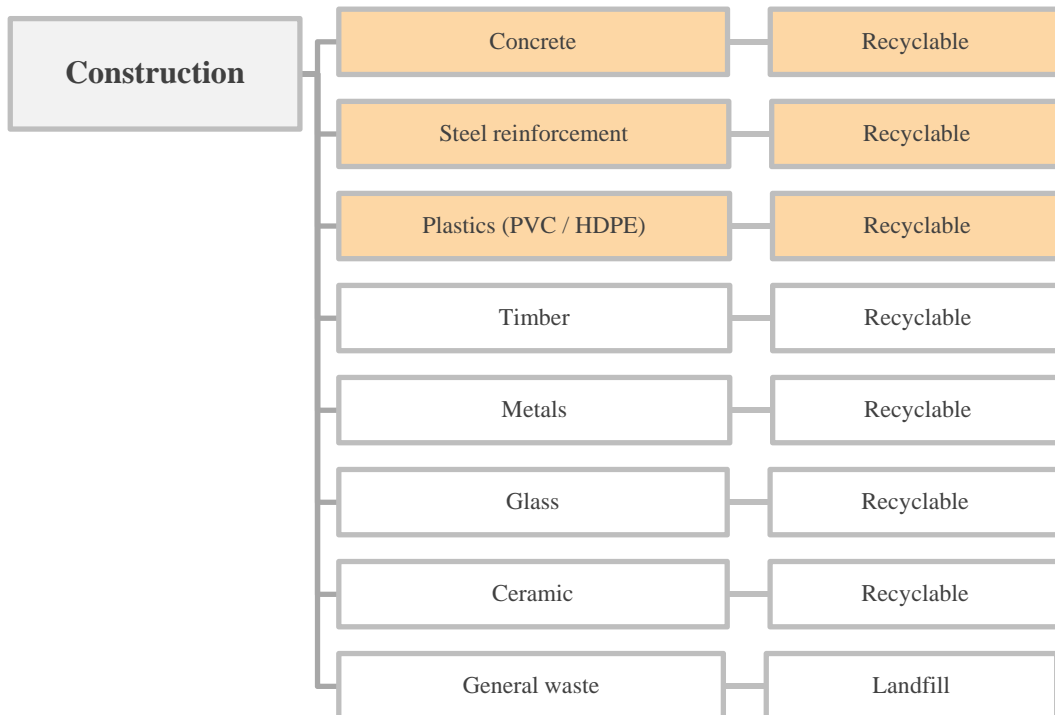 Construction
Concrete
Recyclable
Steel reinforcement
Recyclable
Plastics (PVC / HDPE)
Recyclable
Timber
Recyclable
Metals
Recyclable
Glass
Recyclable
Ceramic
Recyclable
General waste
Landfill